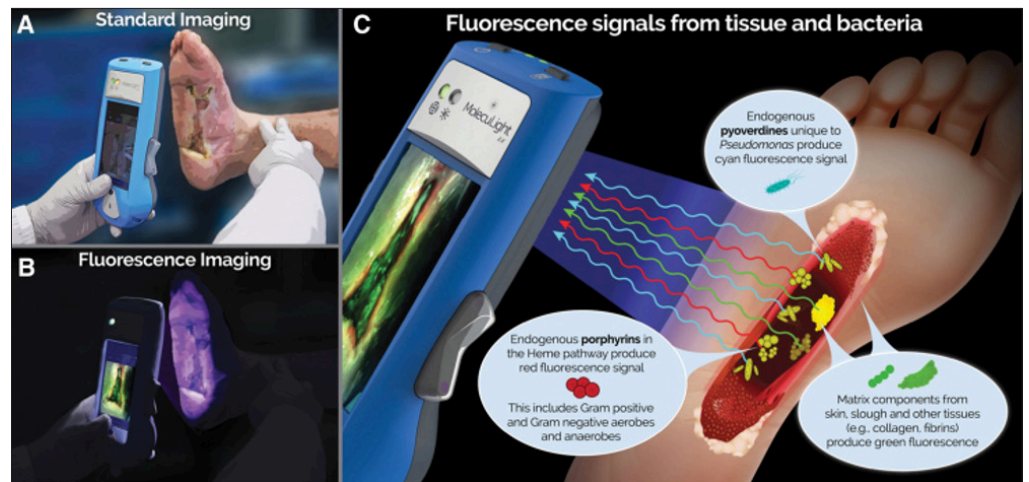 A
Standard Imaging
B
Fluorescence Imaging
C
Fluorescence signals from tissue and bacteria
MolecuLight
Endogenous
pyoverdines unique to
Pseudomonas produce
cyan fluorescence signal
Endogenous porphyrins in
the Heme pathway produce
red fluorescence signal
This includes Gram positive
and Gram negative aerobes
and anaerobes
Matrix components from
skin, slough and other tissues
(e.g., collagen, fibrins)
produce green fluorescence